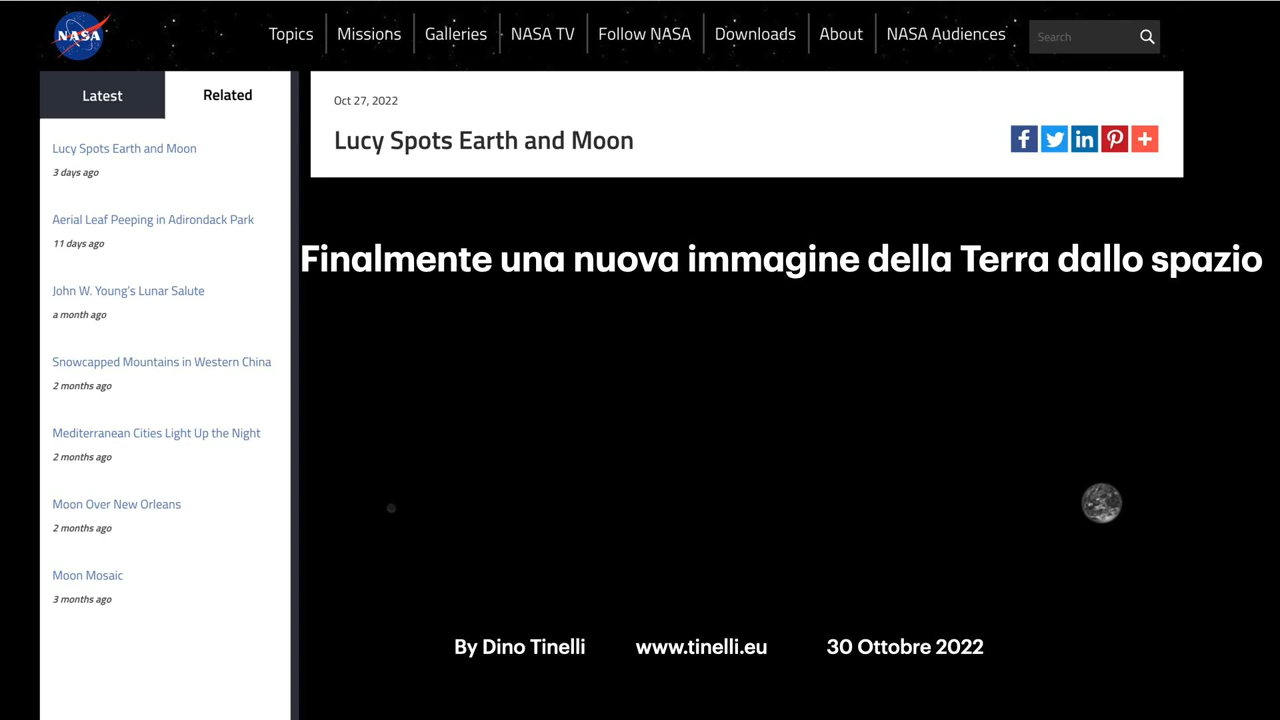 NASA
Topics
Missions
Galleries
NASA TV
Follow NASA
Downloads
About
NASA Audiences
Search
Latest
Related
Lucy Spots Earth and Moon
3 days ago
Aerial Leaf Peeping in Adirondack Park
11 days ago
John W. Young's Lunar Salute
a month ago
Snowcapped Mountains in Western China
2 months ago
Mediterranean Cities Light Up the Night
2 months ago
Moon Over New Orleans
2 months ago
Moon Mosaic
3 months ago
Oct 27, 2022
Lucy Spots Earth and Moon
Finalmente una nuova immagine della Terra dallo spazio
By Dino Tinelli
www.tinelli.eu
30 Ottobre 2022